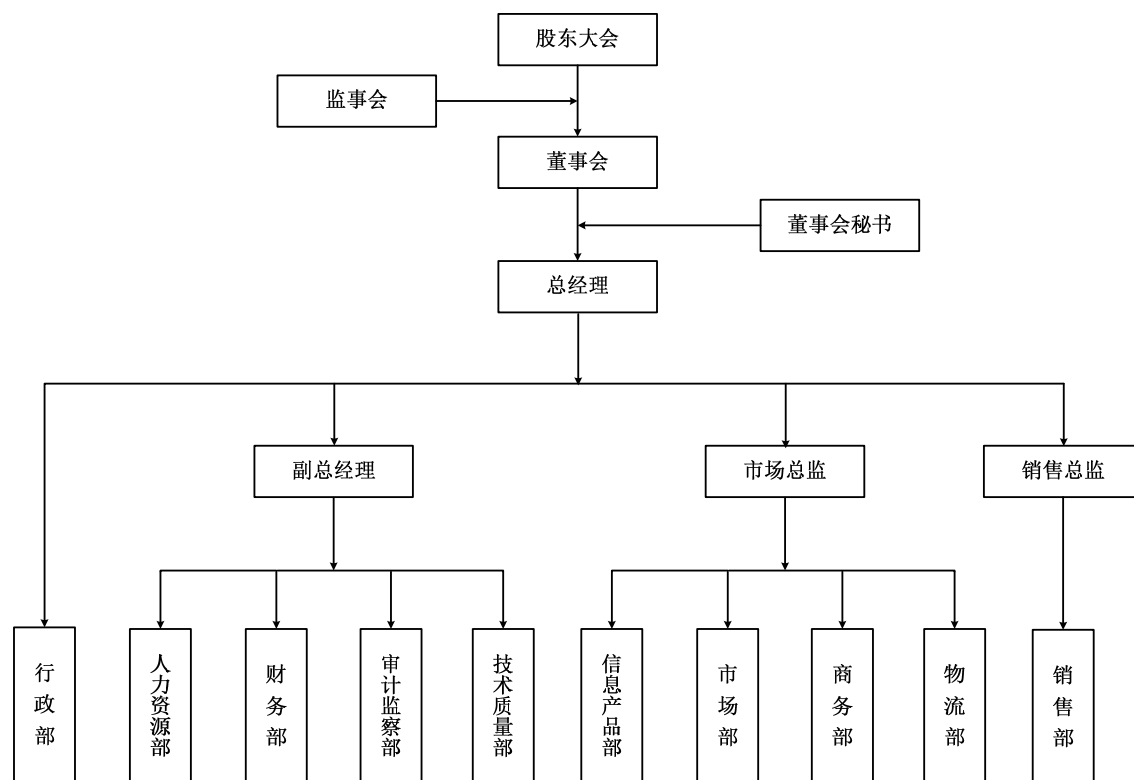 股东大会
监事会
董事会
董事会秘书
总经理
副总经理
市场总监
销售总监
行政部
人力资源部
财务部
审计监察部
技术质量部
信息产品部
市场部
商务部
物流部
销售部